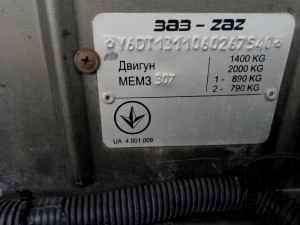 ЗАЗ - ZAZ
Y6DT1311060267540
Двигун 1400 KG
МЕМЗ 307 2000 KG
1 - 890 KG
2 - 790 KG
UA 4.001.009